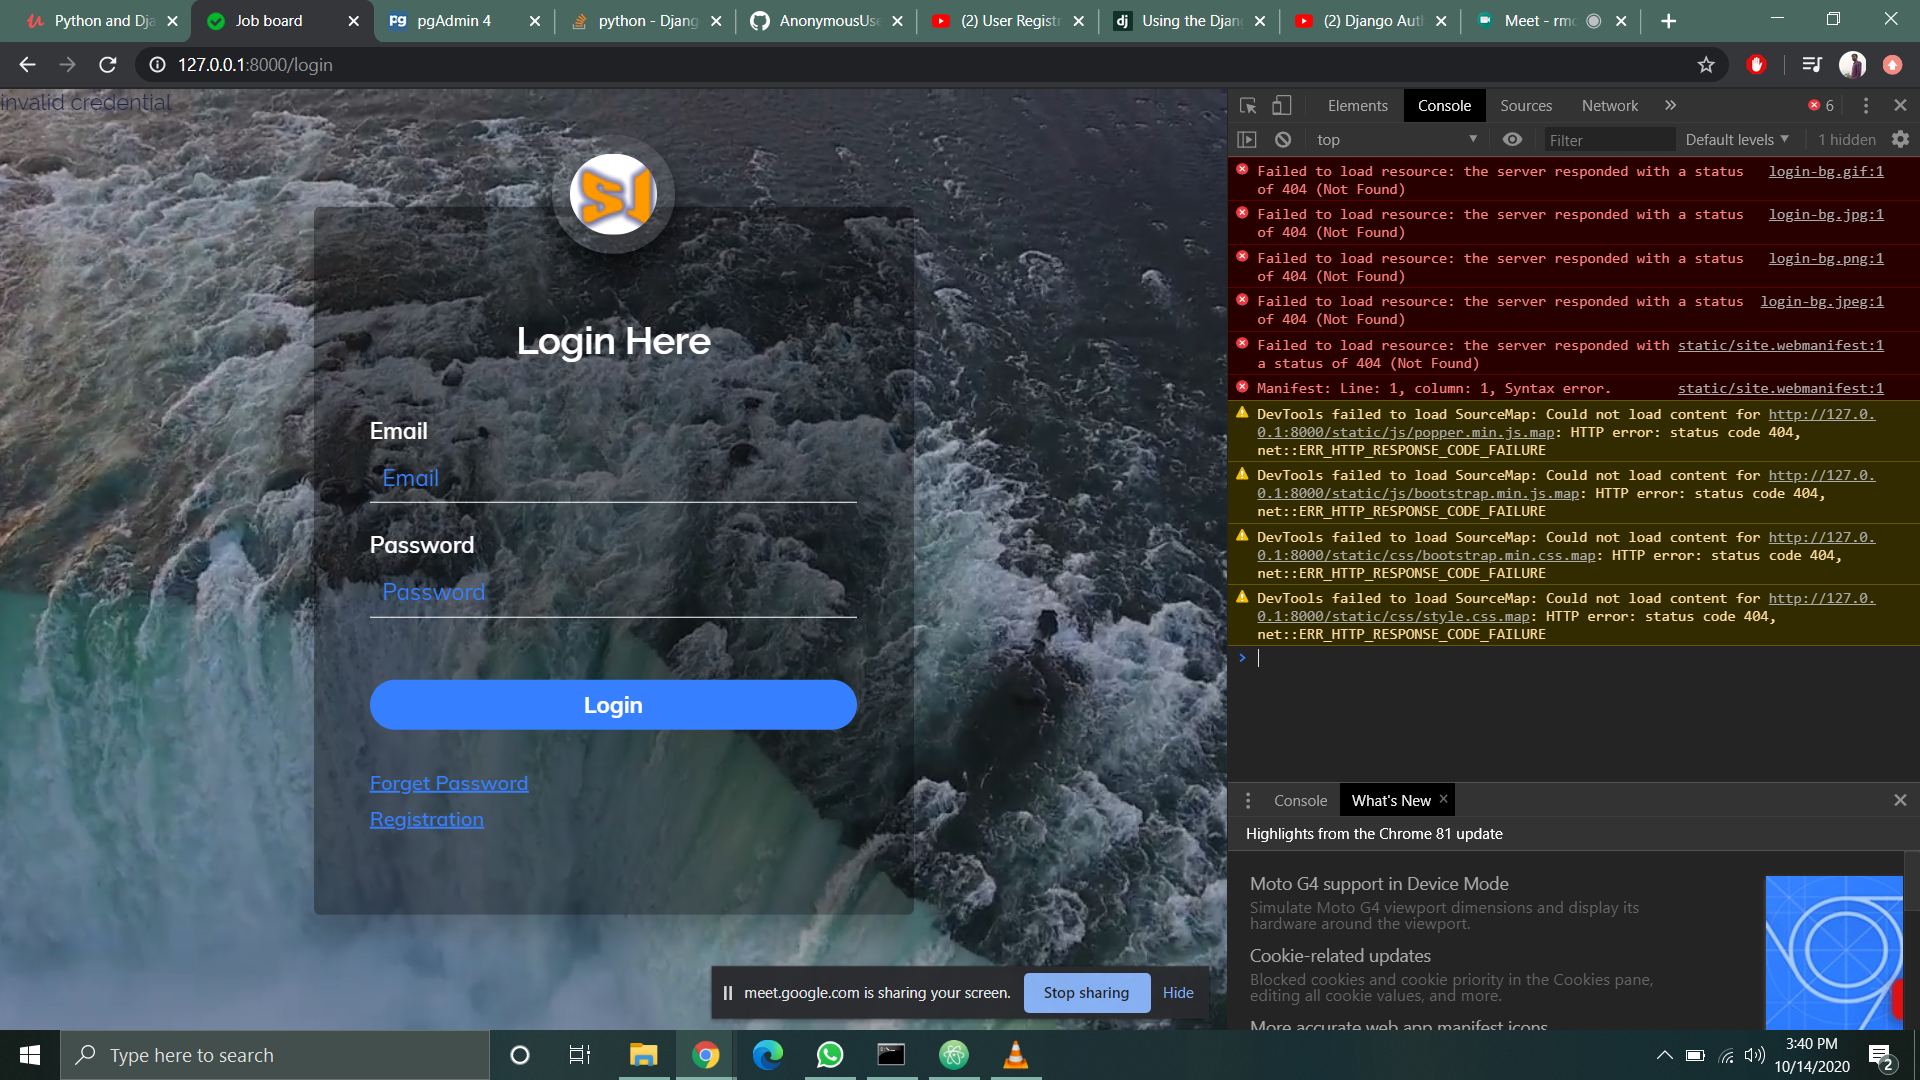 Python and Dja
Job board
pgAdmin 4
python - Djang
AnonymousUse
(2) User Registr
Using the Djan
(2) Django Aut
Meet - rmc
127.0.0.1:8000/login
invalid credential
SJ
Login Here
Email
Email
Password
Password
Login
Forget Password
Registration
meet.google.com is sharing your screen.
Stop sharing
Hide
Elements
Console
Sources
Network
6
top
Filter
Default levels
1 hidden
Failed to load resource: the server responded with a status login-bg.gif:1
of 404 (Not Found)
Failed to load resource: the server responded with a status login-bg.jpg:1
of 404 (Not Found)
Failed to load resource: the server responded with a status login-bg.png:1
of 404 (Not Found)
Failed to load resource: the server responded with a status login-bg.jpeg:1
of 404 (Not Found)
Failed to load resource: the server responded with static/site.webmanifest:1
a status of 404 (Not Found)
Manifest: Line: 1, column: 1, Syntax error. static/site.webmanifest:1
DevTools failed to load SourceMap: Could not load content for http://127.0.
0.1:8000/static/js/popper.min.js.map: HTTP error: status code 404,
net::ERR_HTTP_RESPONSE_CODE_FAILURE
DevTools failed to load SourceMap: Could not load content for http://127.0.
0.1:8000/static/js/bootstrap.min.js.map: HTTP error: status code 404,
net::ERR_HTTP_RESPONSE_CODE_FAILURE
DevTools failed to load SourceMap: Could not load content for http://127.0.
0.1:8000/static/css/bootstrap.min.css.map: HTTP error: status code 404,
net::ERR_HTTP_RESPONSE_CODE_FAILURE
DevTools failed to load SourceMap: Could not load content for http://127.0.
0.1:8000/static/css/style.css.map: HTTP error: status code 404,
net::ERR_HTTP_RESPONSE_CODE_FAILURE
Console
What's New
Highlights from the Chrome 81 update
Moto G4 support in Device Mode
Simulate Moto G4 viewport dimensions and display its
hardware around the viewport.
Cookie-related updates
Blocked cookies and cookie priority in the Cookies pane,
editing all cookie values, and more.
More accurate web app manifest icons
Type here to search
3:40 PM
10/14/2020
2